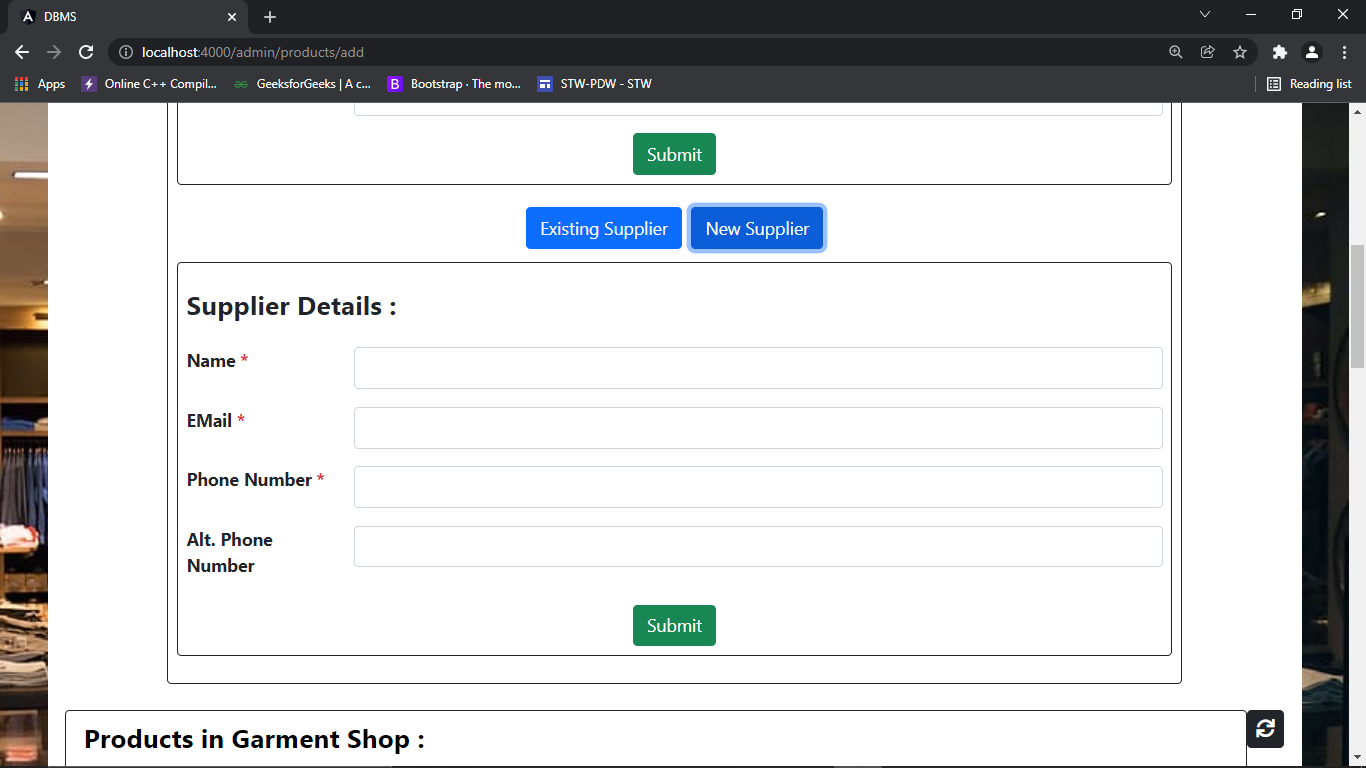 DBMS
localhost:4000/admin/products/add
Apps
Online C++ Compil...
GeeksforGeeks | A c...
B Bootstrap · The mo...
STW-PDW - STW
Reading list
Submit
Existing Supplier
New Supplier
Supplier Details :
Name *
EMail *
Phone Number *
Alt. Phone
Number
Submit
Products in Garment Shop :